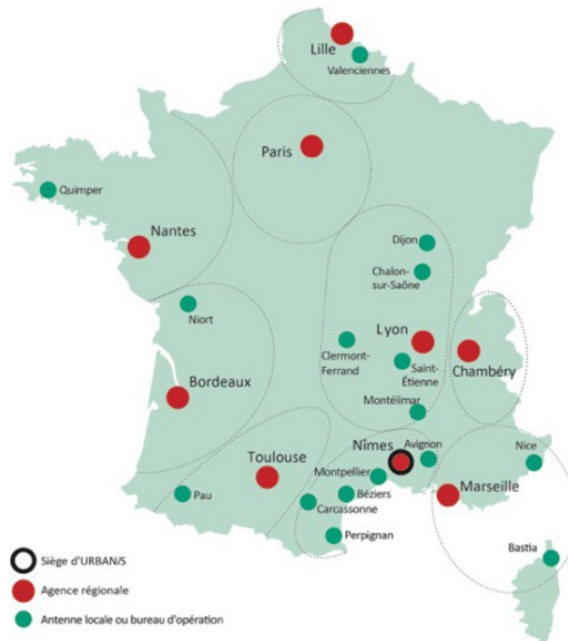 Lille
Valenciennes
Paris
Quimper
Nantes
Dijon
Chalon-
sur-Saône
Niort
Lyon
Clermont-
Ferrand
Saint-
Étienne
Chambéry
Bordeaux
Montélimar
Nîmes
Avignon
Nice
Toulouse
Montpellier
Marseille
Pau
Béziers
Carcassonne
Perpignan
Bastia
Siège d'URBAN/S
Agence régionale
Antenne locale ou bureau d'opération